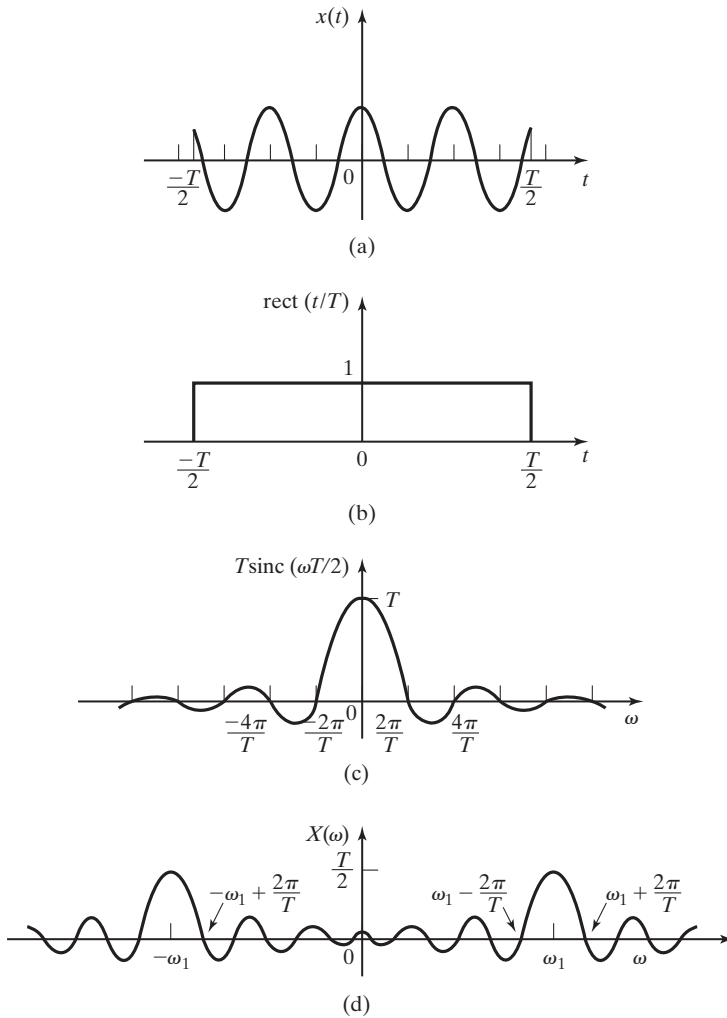 x(t)
−T/2
0
T/2
t
(a)
rect (t/T)
1
−T/2
0
T/2
t
(b)
T sinc (ωT/2)
T
−4π/T
−2π/T
0
2π/T
4π/T
ω
(c)
X(ω)
T/2
−ω₁ + 2π/T
ω₁ − 2π/T
ω₁ + 2π/T
−ω₁
0
ω₁
ω
(d)